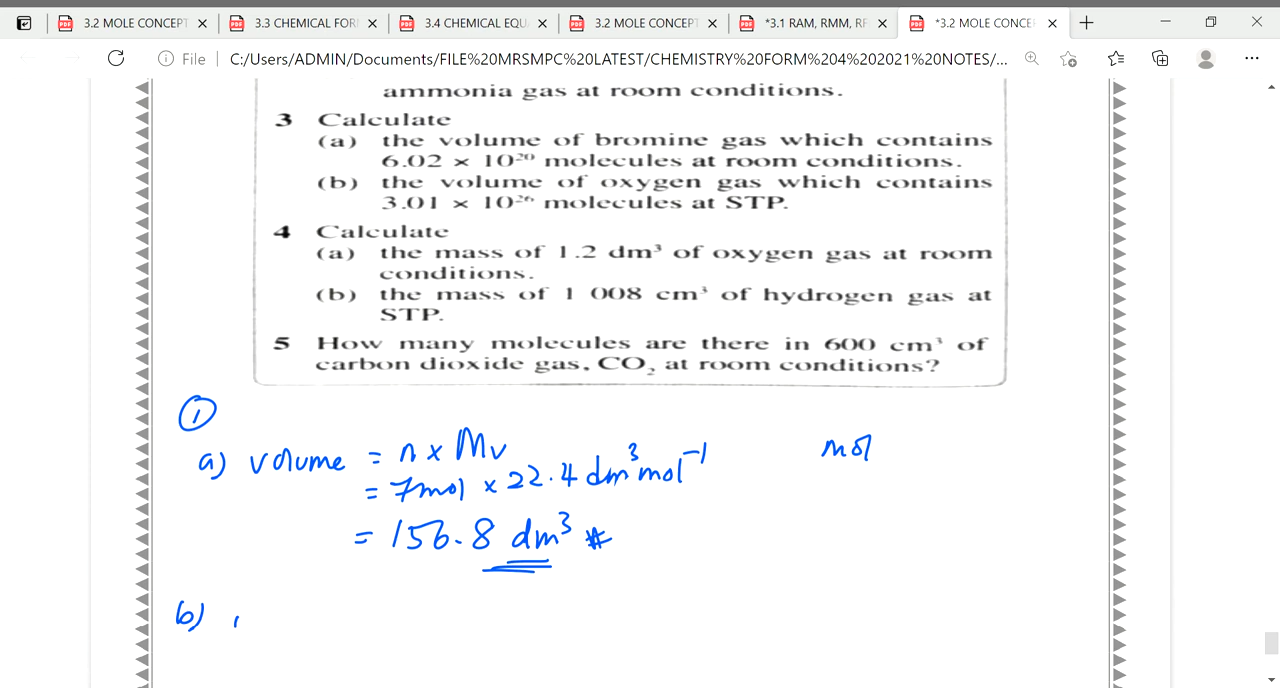 3.2 MOLE CONCEPT
3.3 CHEMICAL FOR
3.4 CHEMICAL EQU
3.2 MOLE CONCEPT
*3.1 RAM, RMM, RF
*3.2 MOLE CONCE
File C:/Users/ADMIN/Documents/FILE%20MRSMPC%20LATEST/CHEMISTRY%20FORM%204%202021%20NOTES/...
ammonia gas at room conditions.
3 Calculate
(a) the volume of bromine gas which contains
6.02 × 10²⁰ molecules at room conditions.
(b) the volume of oxygen gas which contains
3.01 × 10²⁶ molecules at STP.
4 Calculate
(a) the mass of 1.2 dm³ of oxygen gas at room
conditions.
(b) the mass of 1 008 cm³ of hydrogen gas at
STP.
5 How many molecules are there in 600 cm³ of
carbon dioxide gas, CO₂ at room conditions?
①
a) volume = n × Mv
mol
= 7mol × 22.4 dm³mol⁻¹
= 156.8 dm³ #
b)